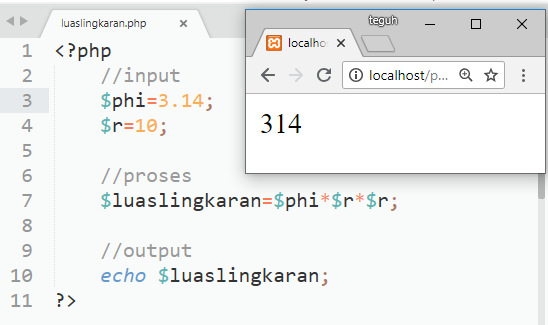 luaslingkaran.php
1 <?php
2 //input
3 $phi=3.14;
4 $r=10;
5
6 //proses
7 $luaslingkaran=$phi*$r*$r;
8
9 //output
10 echo $luaslingkaran;
11 ?>
teguh
localho
localhost/p...
314